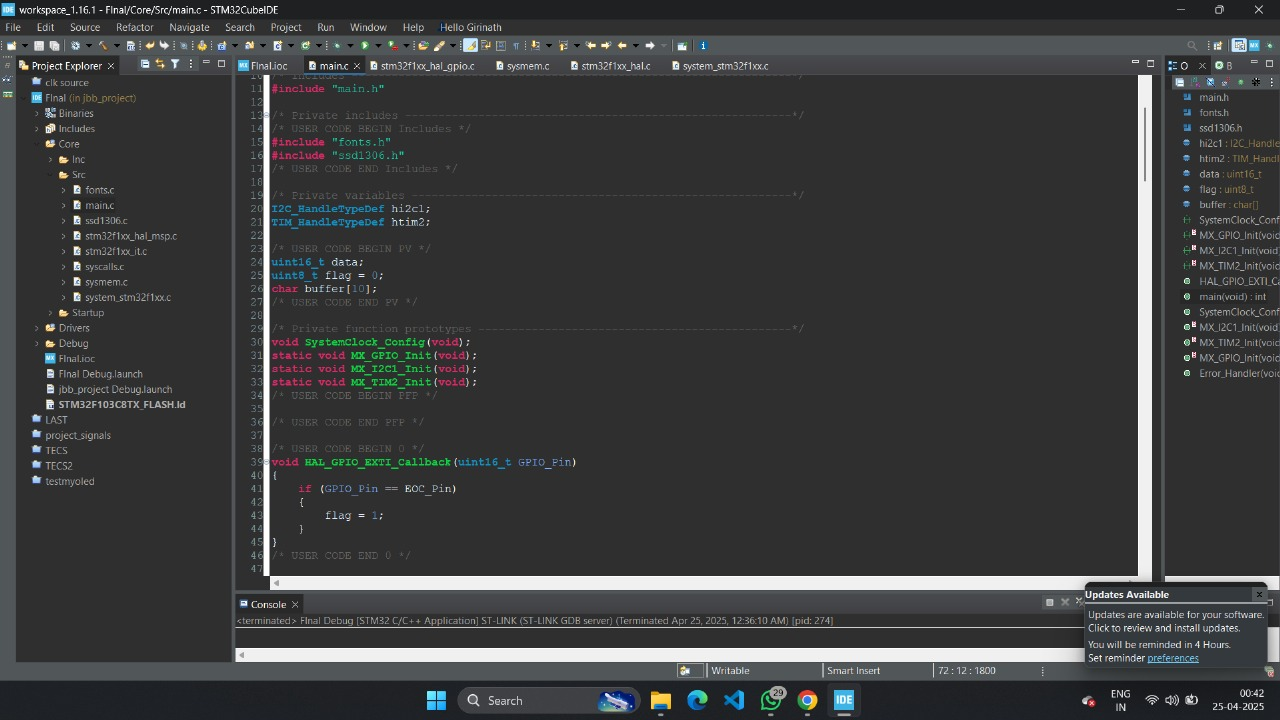 IDE workspace_1.16.1 - FInal/Core/Src/main.c - STM32CubeIDE
File Edit Source Refactor Navigate Search Project Run Window Help Hello Girinath
Project Explorer
clk source
FInal (in jbb_project)
Binaries
Includes
Core
Inc
Src
fonts.c
main.c
ssd1306.c
stm32f1xx_hal_msp.c
stm32f1xx_it.c
syscalls.c
sysmem.c
system_stm32f1xx.c
Startup
Drivers
Debug
FInal.ioc
FInal Debug.launch
jbb_project Debug.launch
STM32F103C8TX_FLASH.ld
LAST
project_signals
TECS
TECS2
testmyoled
FInal.ioc main.c stm32f1xx_hal_gpio.c sysmem.c stm32f1xx_hal.c system_stm32f1xx.c
10 /* Includes ------------------------------------------------------------------*/
11 #include "main.h"
12
13 /* Private includes ----------------------------------------------------------*/
14 /* USER CODE BEGIN Includes */
15 #include "fonts.h"
16 #include "ssd1306.h"
17 /* USER CODE END Includes */
18
19 /* Private variables ---------------------------------------------------------*/
20 I2C_HandleTypeDef hi2c1;
21 TIM_HandleTypeDef htim2;
22
23 /* USER CODE BEGIN PV */
24 uint16_t data;
25 uint8_t flag = 0;
26 char buffer[10];
27 /* USER CODE END PV */
28
29 /* Private function prototypes -----------------------------------------------*/
30 void SystemClock_Config(void);
31 static void MX_GPIO_Init(void);
32 static void MX_I2C1_Init(void);
33 static void MX_TIM2_Init(void);
34 /* USER CODE BEGIN PFP */
35
36 /* USER CODE END PFP */
37
38 /* USER CODE BEGIN 0 */
39 void HAL_GPIO_EXTI_Callback(uint16_t GPIO_Pin)
40 {
41 if (GPIO_Pin == EOC_Pin)
42 {
43 flag = 1;
44 }
45 }
46 /* USER CODE END 0 */
47
O B
main.h
fonts.h
ssd1306.h
hi2c1 : I2C_Handle
htim2 : TIM_Handl
data : uint16_t
flag : uint8_t
buffer : char[]
SystemClock_Conf
MX_GPIO_Init(void
MX_I2C1_Init(void
MX_TIM2_Init(void
HAL_GPIO_EXTI_Ca
main(void) : int
SystemClock_Conf
MX_I2C1_Init(void
MX_TIM2_Init(void
MX_GPIO_Init(void
Error_Handler(voic
Console
<terminated> FInal Debug [STM32 C/C++ Application] ST-LINK (ST-LINK GDB server) (Terminated Apr 25, 2025, 12:36:10 AM) [pid: 274]
Updates Available
Updates are available for your software.
Click to review and install updates.
You will be reminded in 4 Hours.
Set reminder preferences
Writable Smart Insert 72 : 12 : 1800
Search 29 IDE
ENG
IN
00:42
25-04-2025